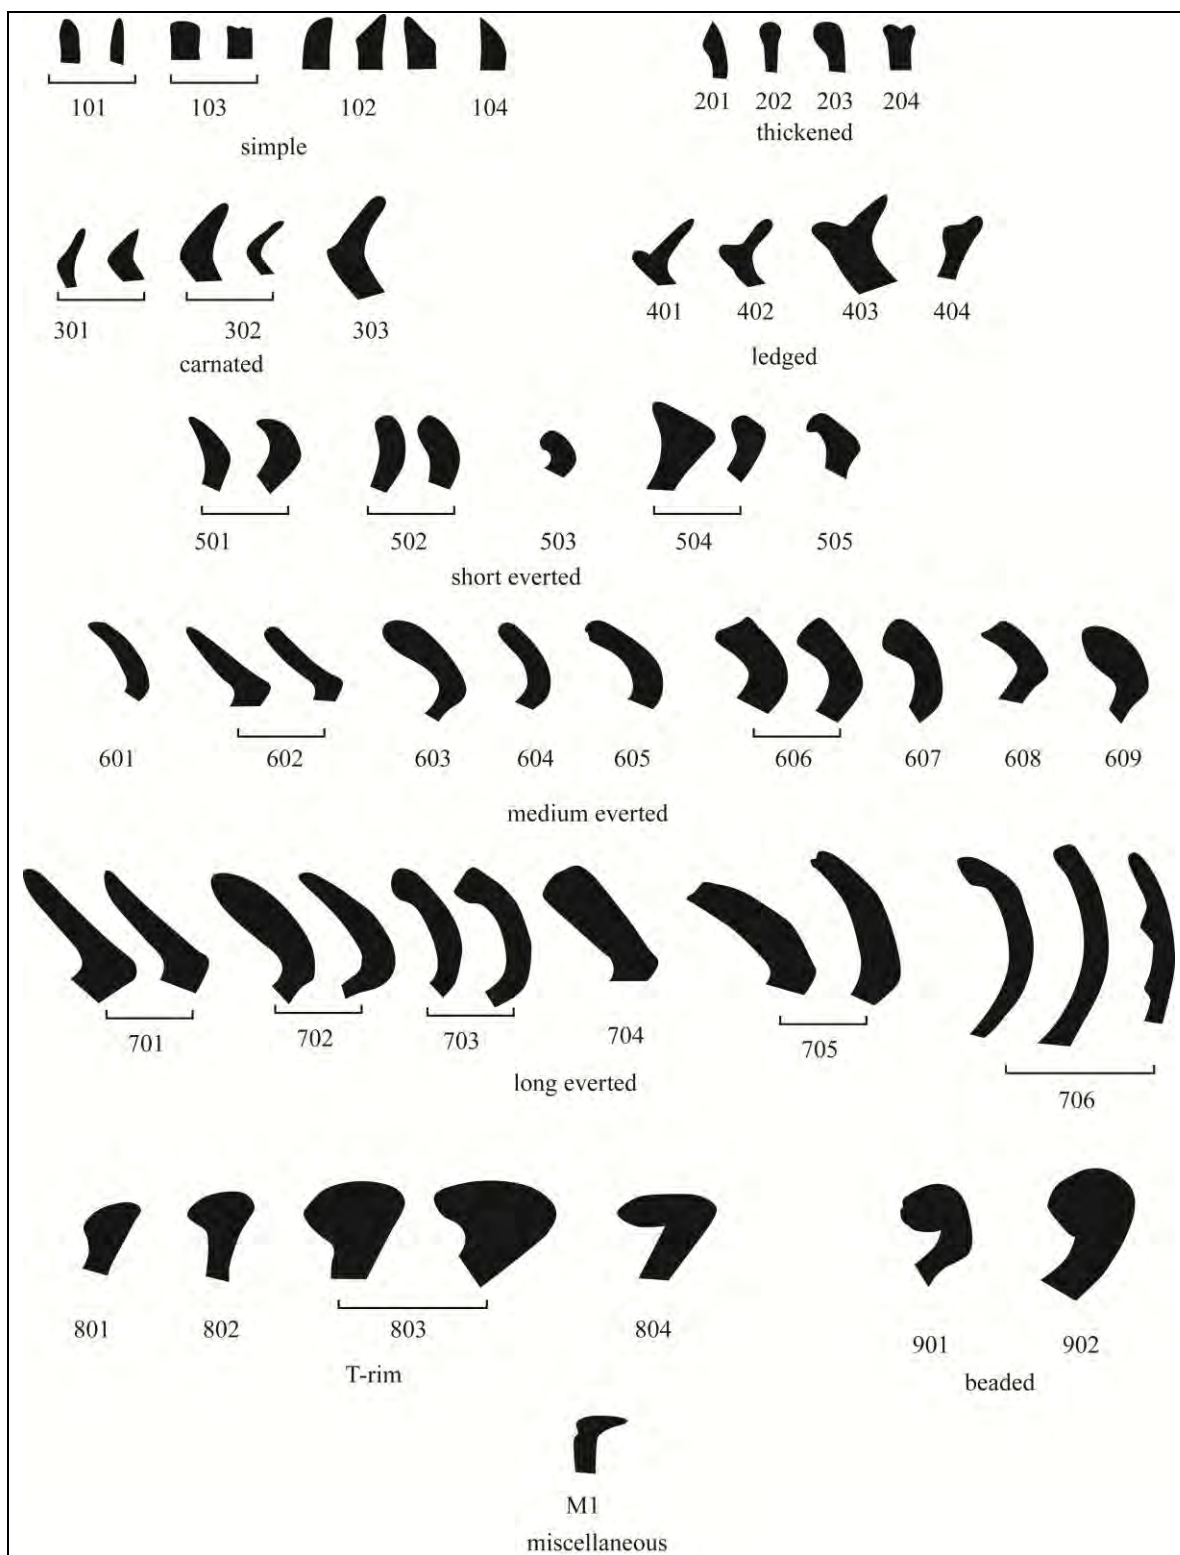 101 103 102 104
simple
201 202 203 204
thickened
301 302 303
carnated
401 402 403 404
ledged
501 502 503 504 505
short everted
601 602 603 604 605 606 607 608 609
medium everted
701 702 703 704 705 706
long everted
801 802 803 804
T-rim
901 902
beaded
M1
miscellaneous